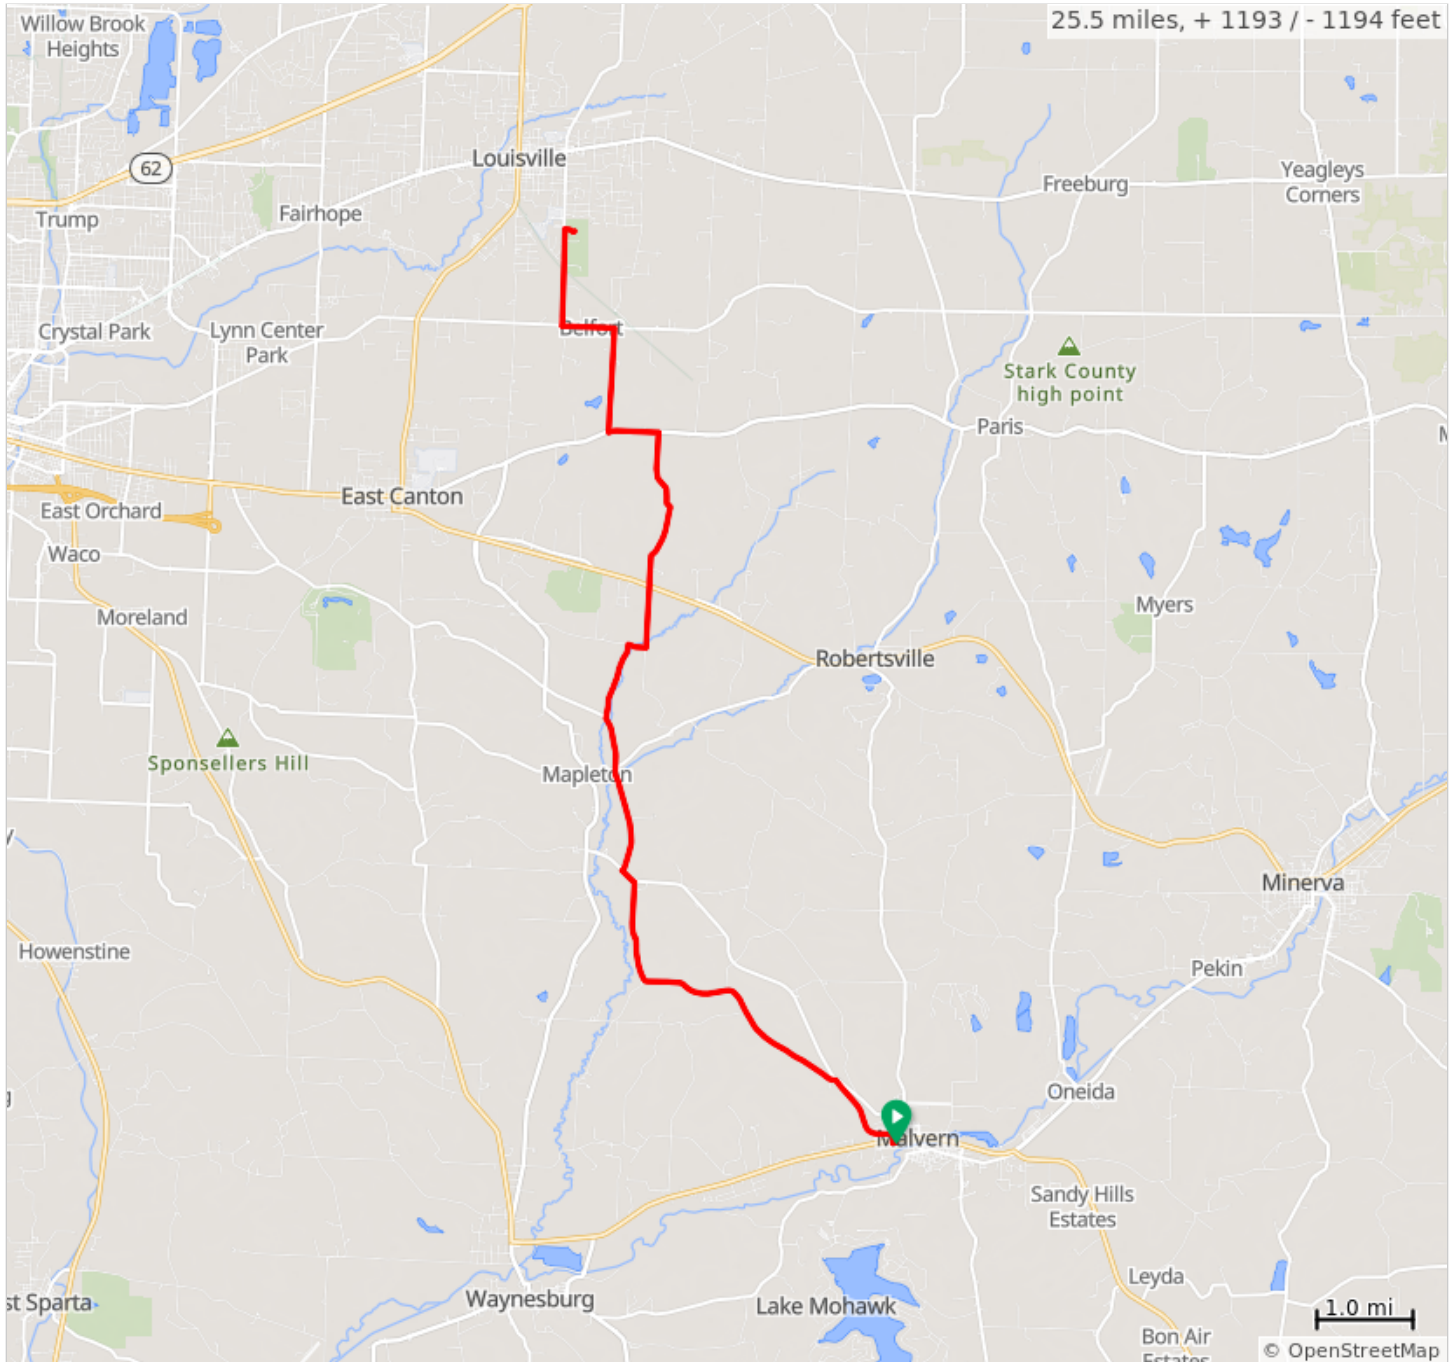 25.5 miles, + 1193 / - 1194 feet
Willow Brook
Heights
62
Louisville
Freeburg
Yeagleys
Corners
Trump
Fairhope
Crystal Park
Lynn Center
Park
Belfort
Stark County
high point
Paris
East Canton
East Orchard
Waco
Moreland
Myers
Robertsville
Sponsellers Hill
Mapleton
Minerva
Howenstine
Pekin
Oneida
Malvern
Sandy Hills
Estates
Leyda
st Sparta
Waynesburg
Lake Mohawk
1.0 mi
Bon Air
Estates
© OpenStreetMap